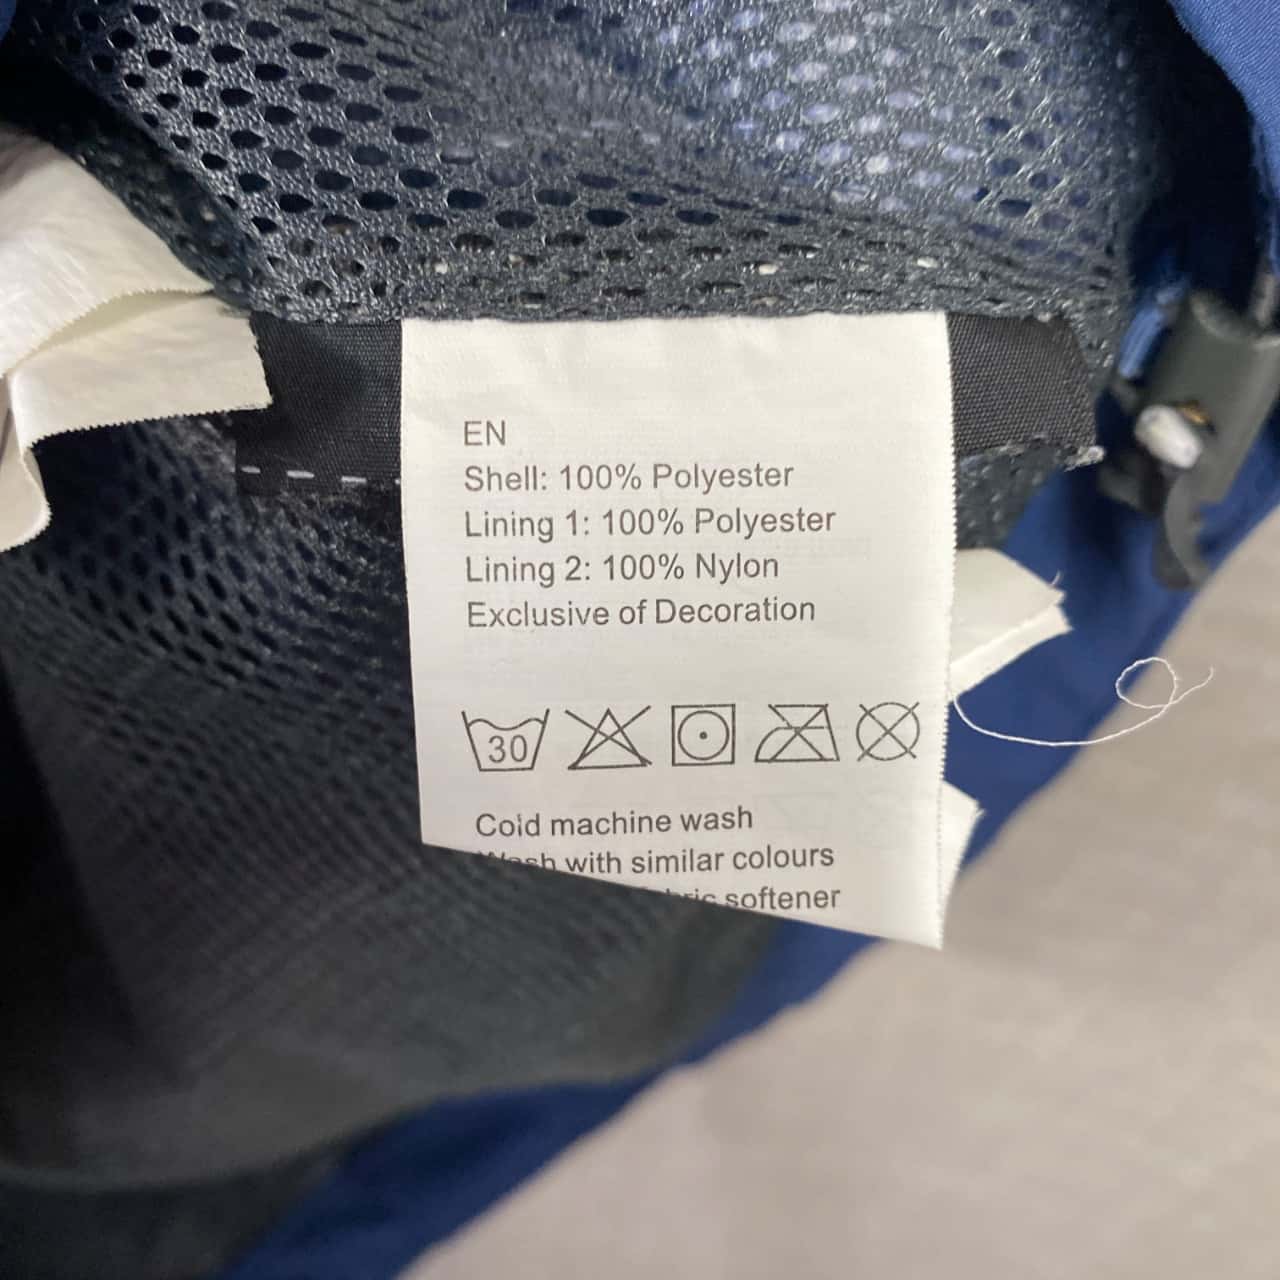 EN
Shell: 100% Polyester
Lining 1: 100% Polyester
Lining 2: 100% Nylon
Exclusive of Decoration
30
Cold machine wash
Wash with similar colours
softener